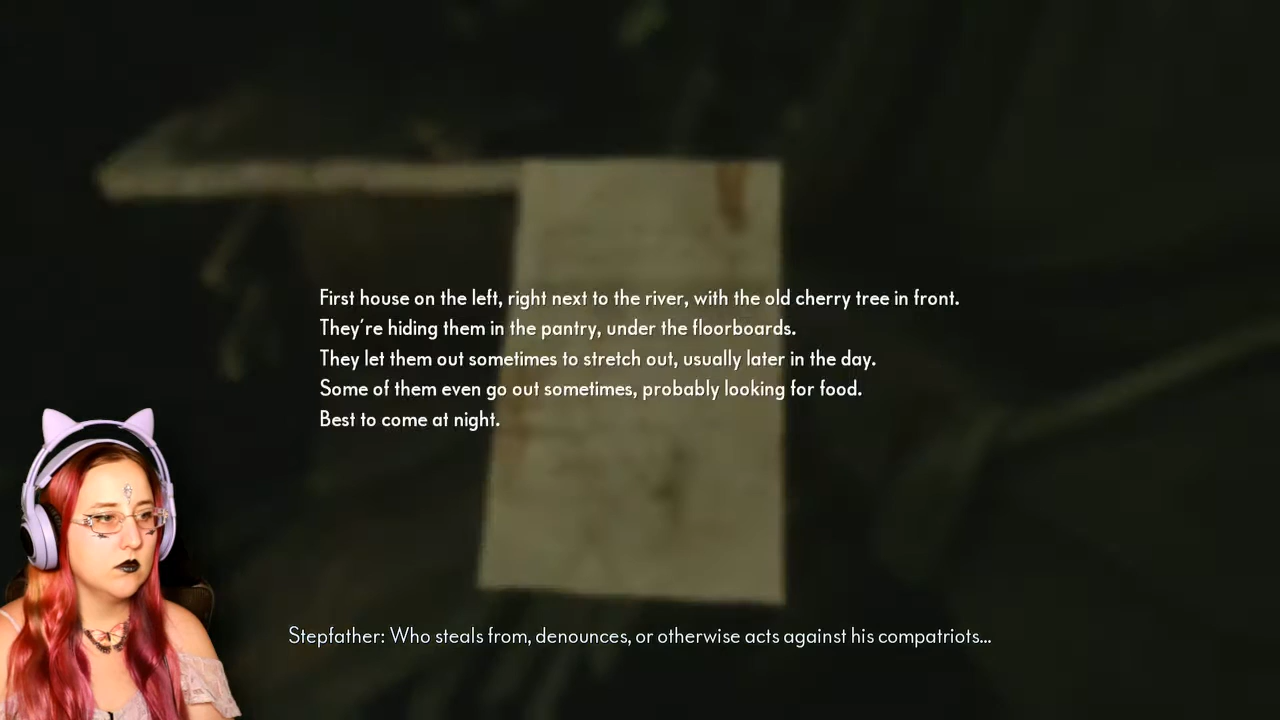 First house on the left, right next to the river, with the old cherry tree in front.
They're hiding them in the pantry, under the floorboards.
They let them out sometimes to stretch out, usually later in the day.
Some of them even go out sometimes, probably looking for food.
Best to come at night.
Stepfather: Who steals from, denounces, or otherwise acts against his compatriots...